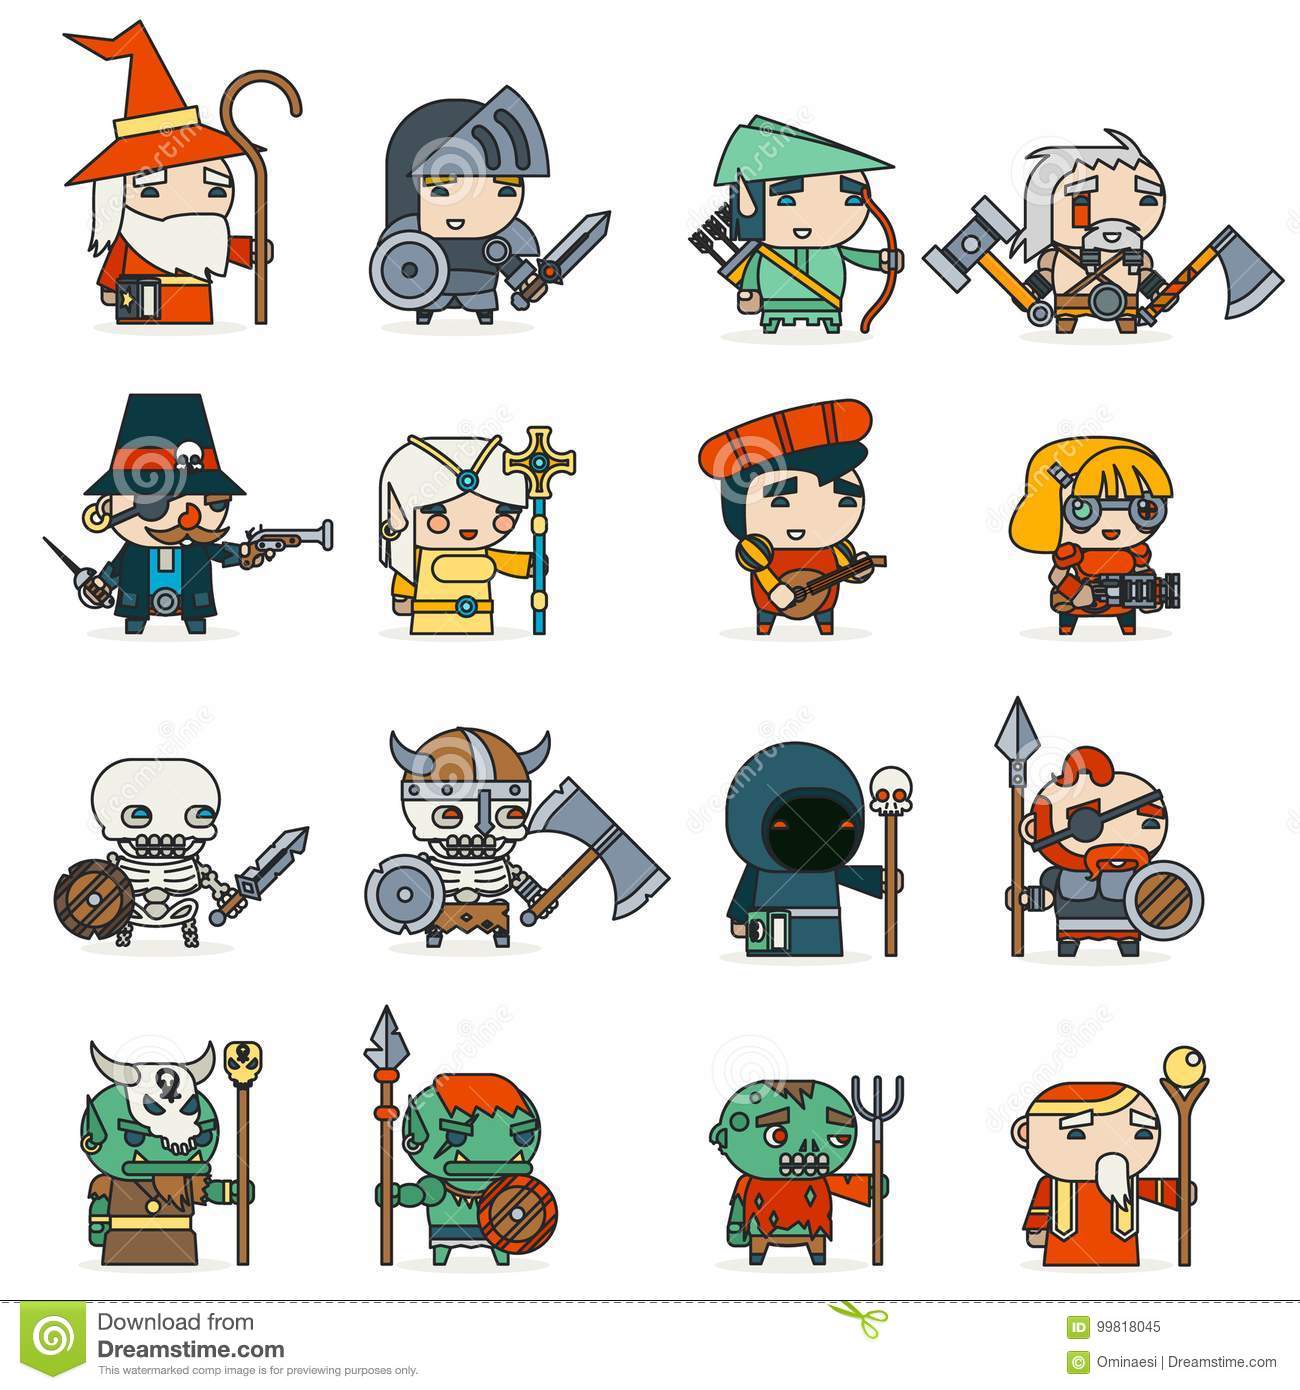 Download from
Dreamstime.com
This watermarked comp image is for previewing purposes only.
ID 99818045
© Ominaesi | Dreamstime.com